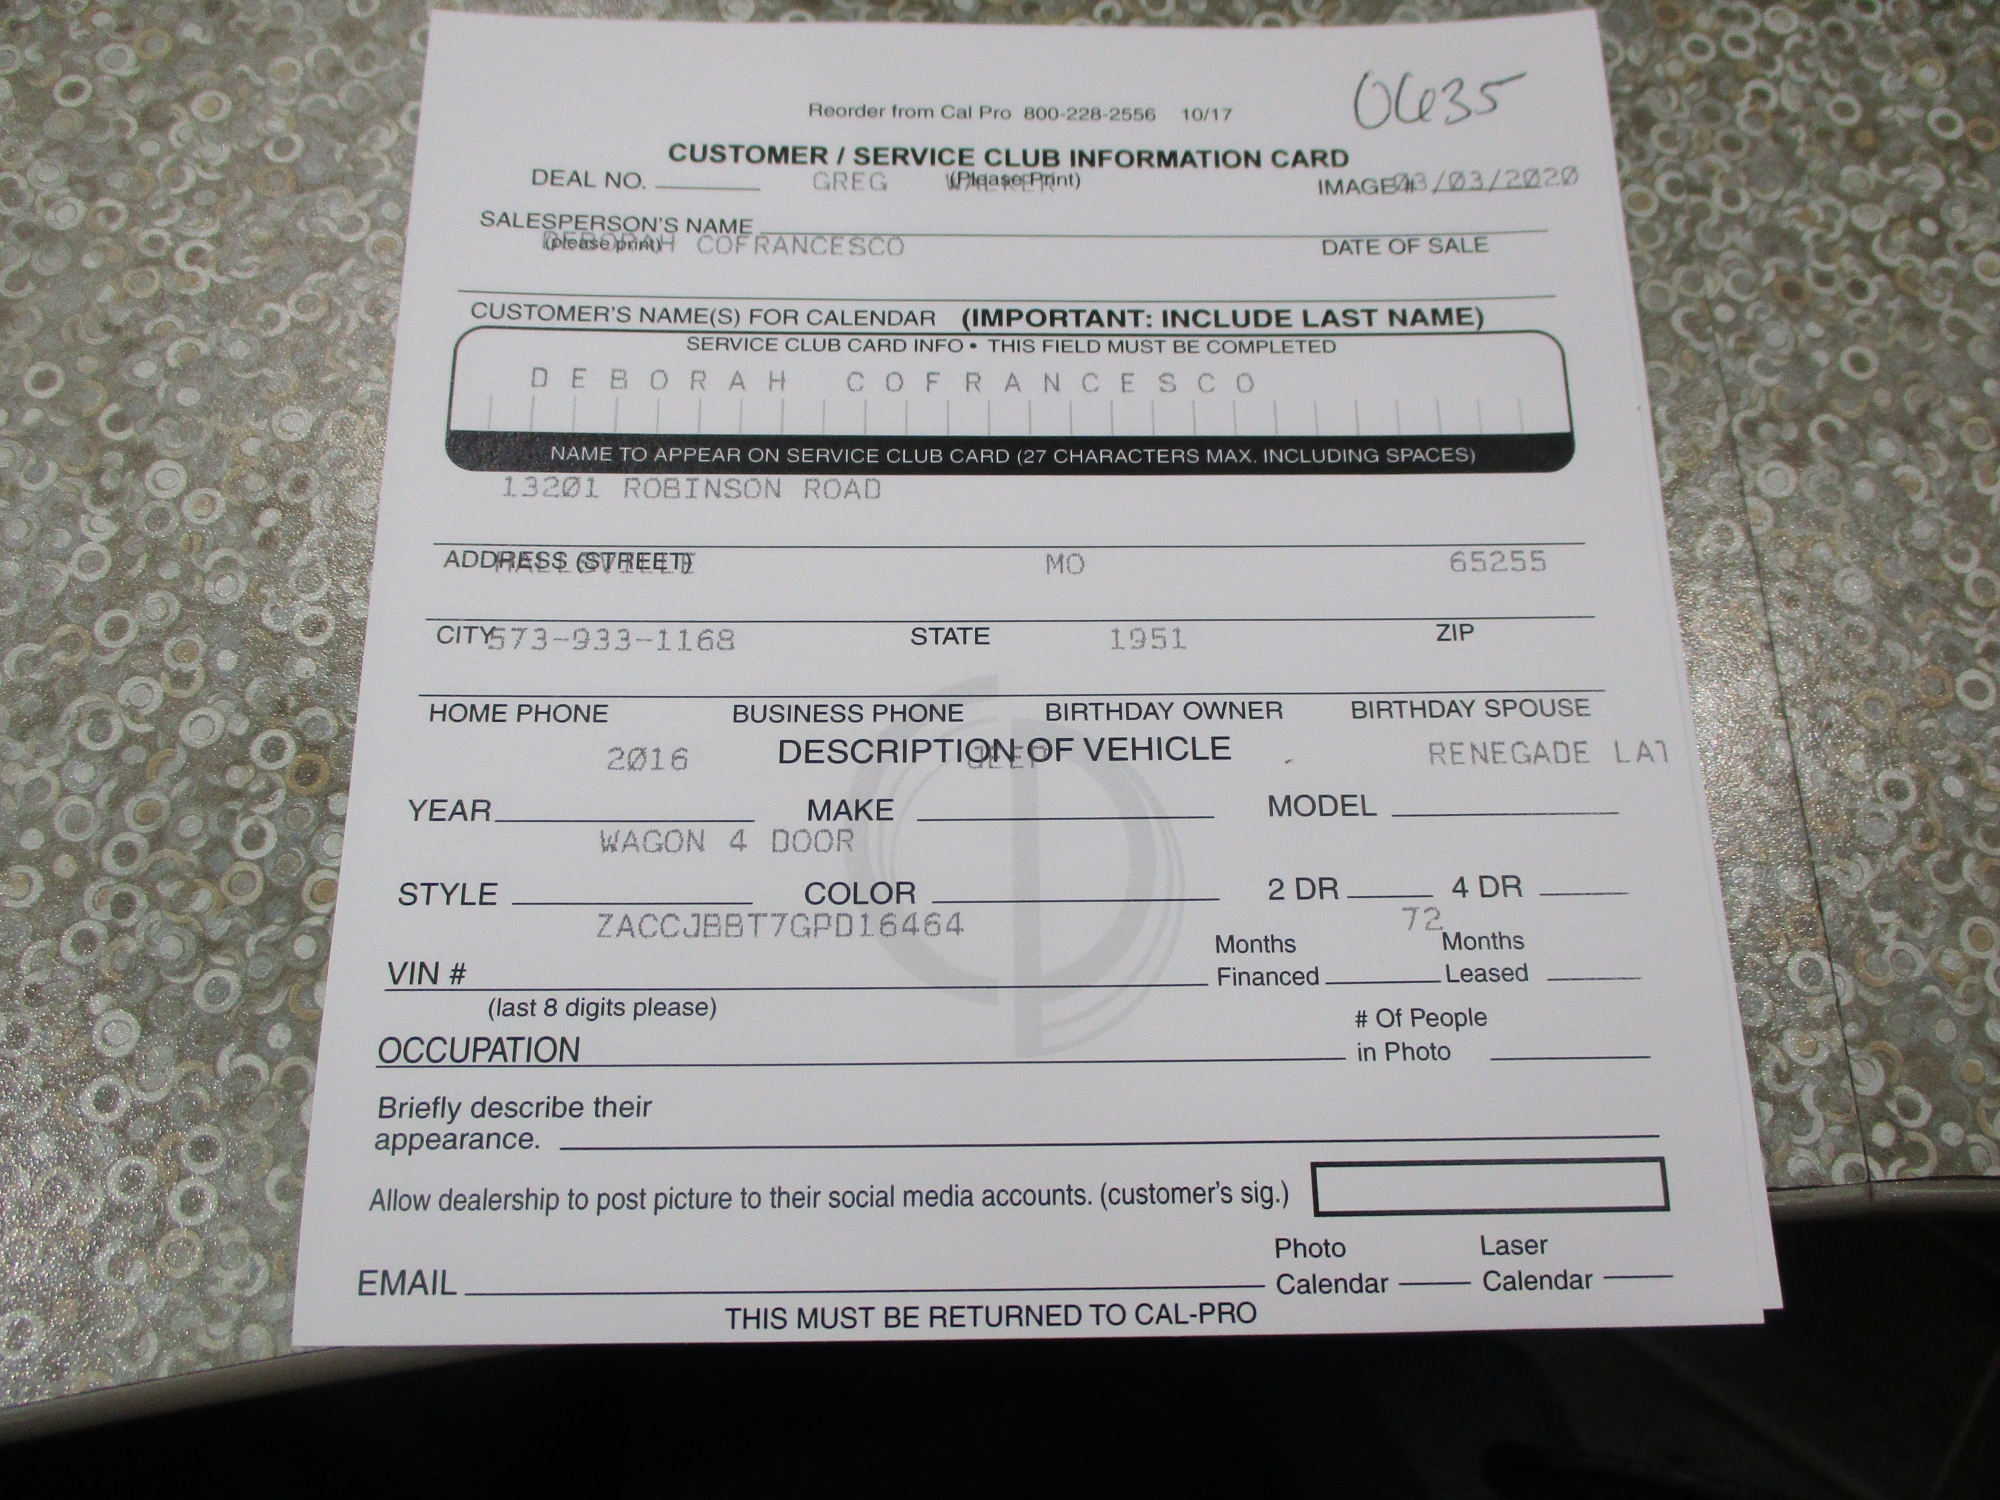 0635
Reorder from Cal Pro 800-228-2556 10/17
CUSTOMER / SERVICE CLUB INFORMATION CARD
DEAL NO. GREG WALKER (Please Print) IMAGE # 03/03/2020
SALESPERSON'S NAME
(please print) DEBORAH COFRANCESCO DATE OF SALE
CUSTOMER'S NAME(S) FOR CALENDAR (IMPORTANT: INCLUDE LAST NAME)
SERVICE CLUB CARD INFO • THIS FIELD MUST BE COMPLETED
DEBORAH COFRANCESCO
NAME TO APPEAR ON SERVICE CLUB CARD (27 CHARACTERS MAX. INCLUDING SPACES)
13201 ROBINSON ROAD
ADDRESS (STREET) HALLSVILLE MO 65255
CITY 573-933-1168 STATE 1951 ZIP
HOME PHONE BUSINESS PHONE BIRTHDAY OWNER BIRTHDAY SPOUSE
2016 DESCRIPTION OF VEHICLE JEEP RENEGADE LAT
YEAR MAKE MODEL
WAGON 4 DOOR
STYLE COLOR 2 DR 4 DR
ZACCJBBT7GPD16464 72
VIN # Months Financed Months Leased
(last 8 digits please)
OCCUPATION # Of People in Photo
Briefly describe their
appearance.
Allow dealership to post picture to their social media accounts. (customer's sig.)
EMAIL Photo Calendar Laser Calendar
THIS MUST BE RETURNED TO CAL-PRO